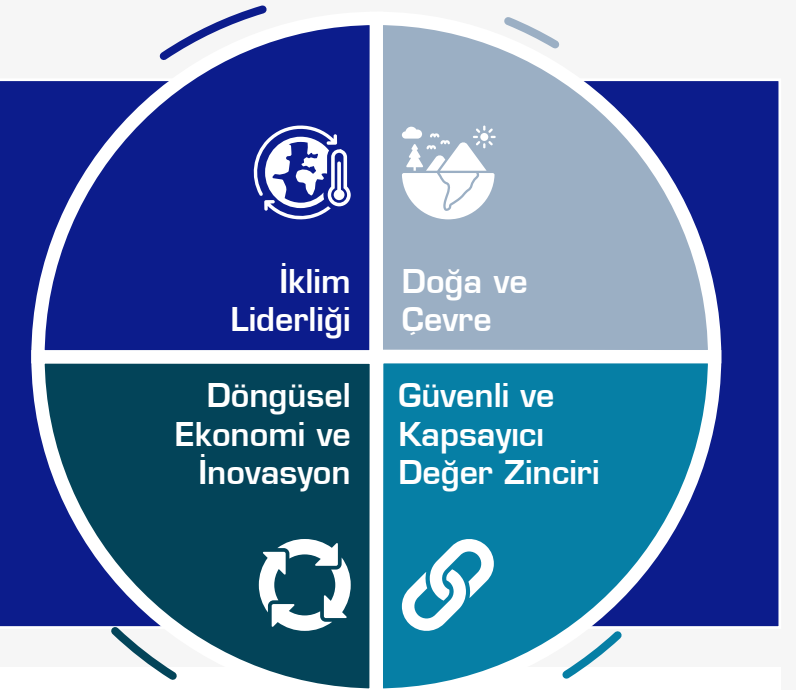 İklim
Liderliği
Doğa ve
Çevre
Döngüsel
Ekonomi ve
İnovasyon
Güvenli ve
Kapsayıcı
Değer Zinciri